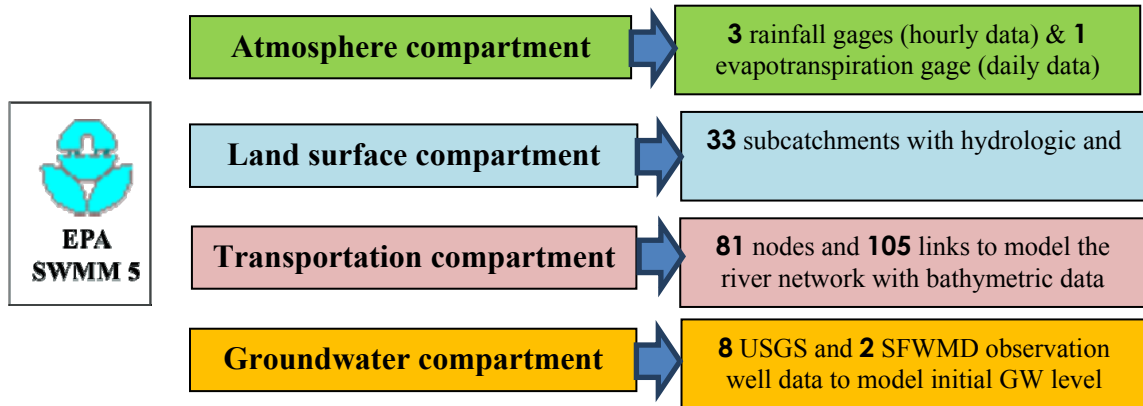 Atmosphere compartment
3 rainfall gages (hourly data) & 1
evapotranspiration gage (daily data)
EPA
SWMM 5
Land surface compartment
33 subcatchments with hydrologic and
Transportation compartment
81 nodes and 105 links to model the
river network with bathymetric data
Groundwater compartment
8 USGS and 2 SFWMD observation
well data to model initial GW level